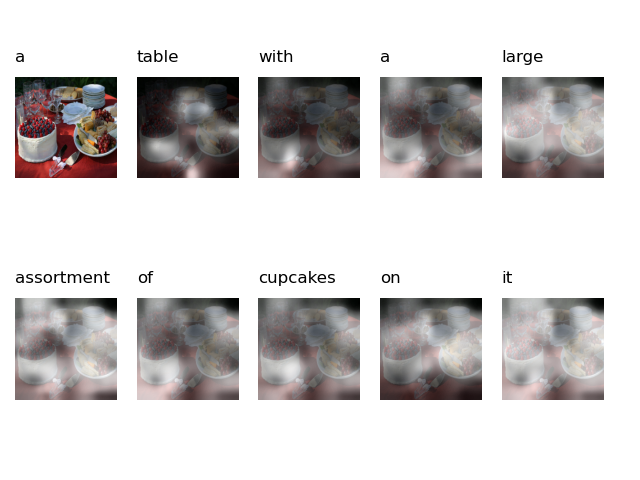 a table with a large
assortment of cupcakes on it